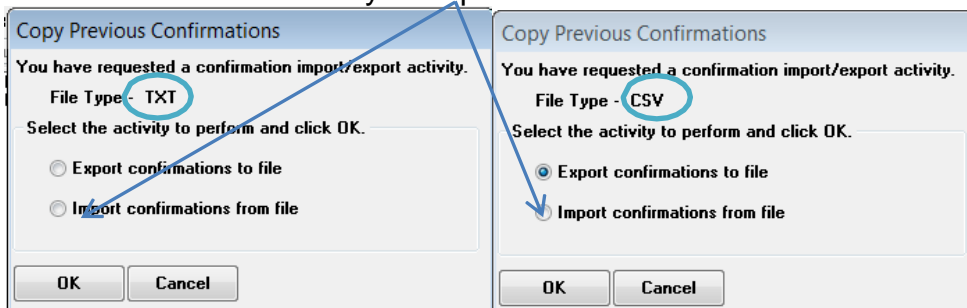 Copy Previous Confirmations
You have requested a confirmation import/export activity.
File Type - TXT
Select the activity to perform and click OK.
Export confirmations to file
Import confirmations from file
OK Cancel
Copy Previous Confirmations
You have requested a confirmation import/export activity.
File Type - CSV
Select the activity to perform and click OK.
Export confirmations to file
Import confirmations from file
OK Cancel